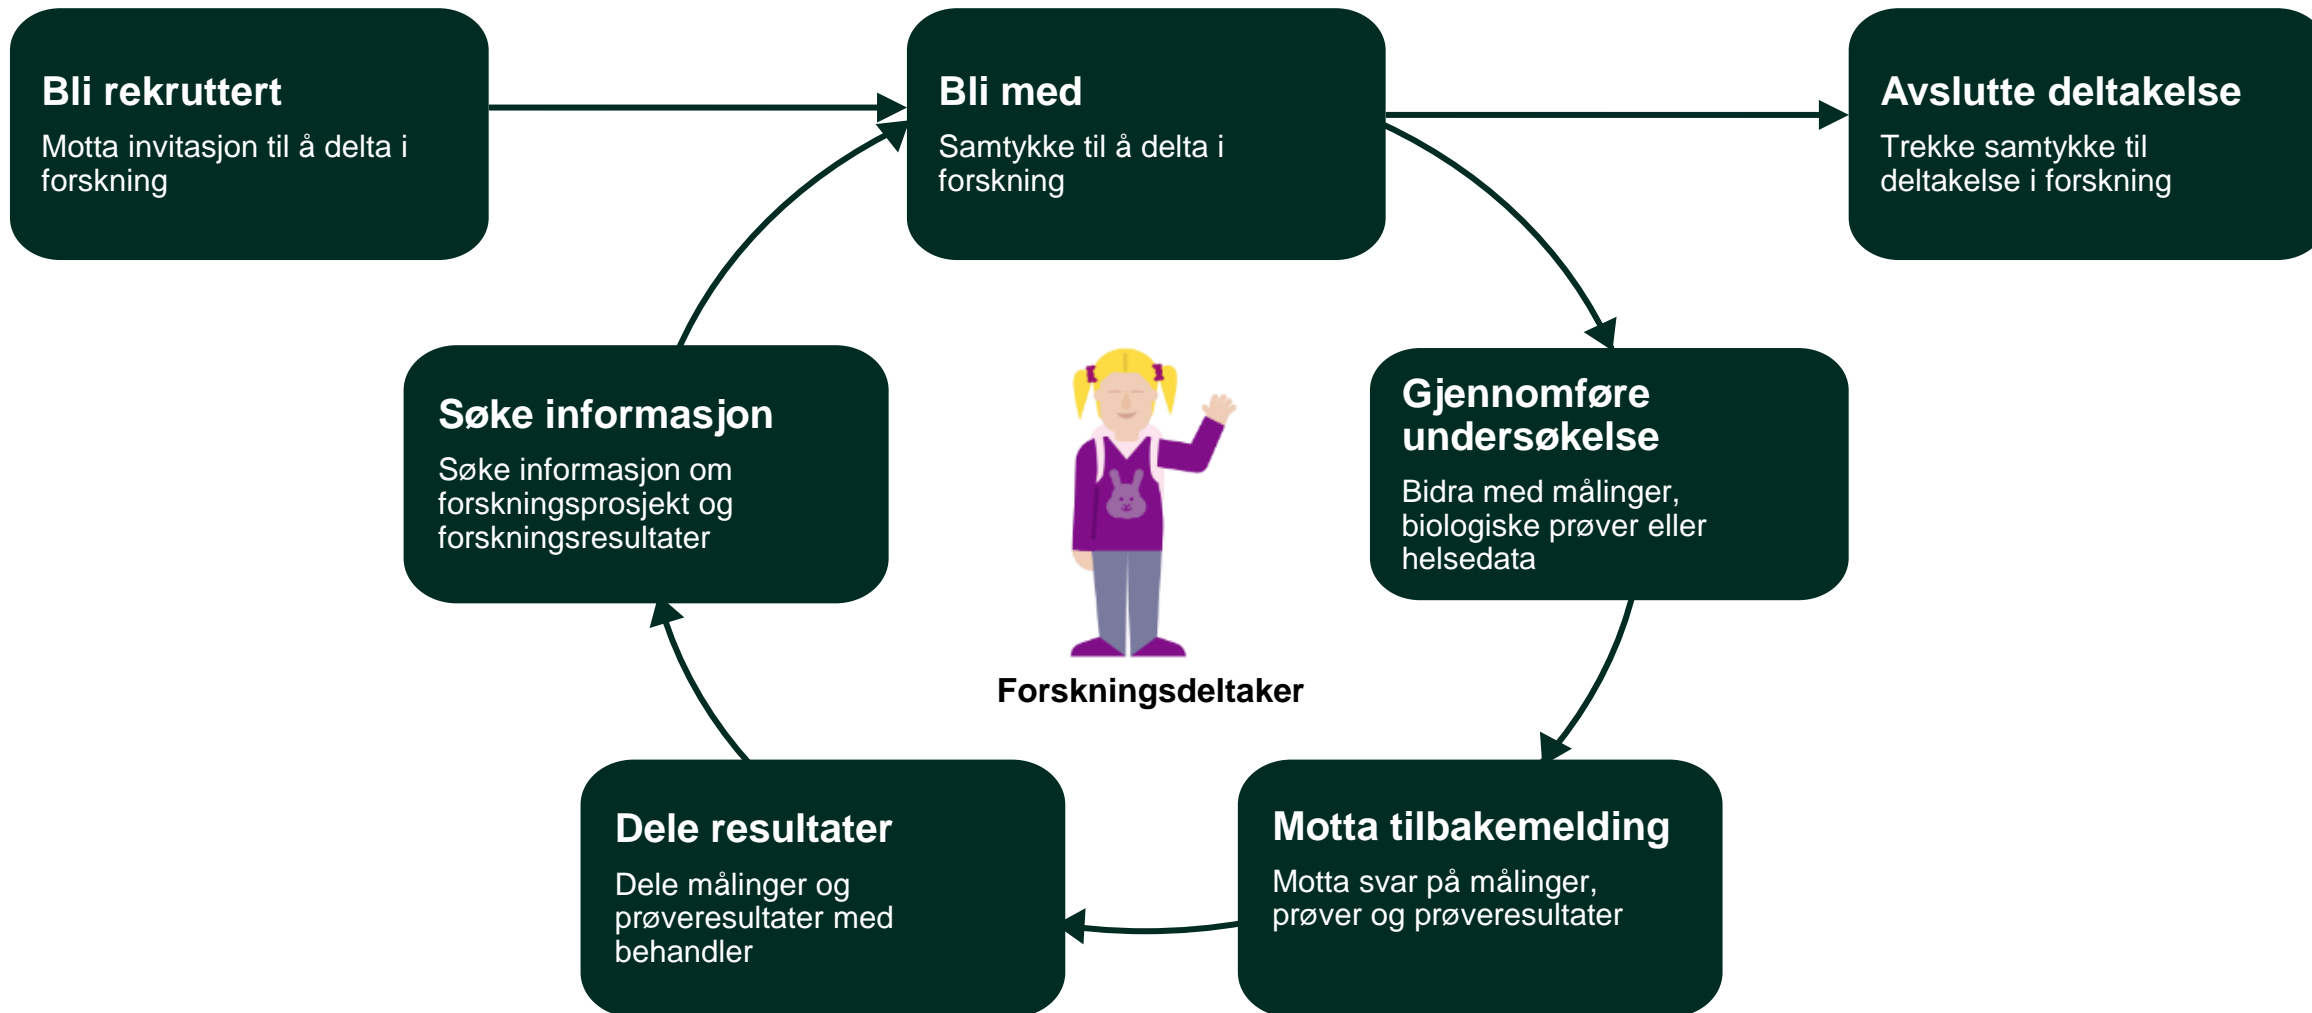 Bli rekruttert
Motta invitasjon til å delta i
forskning
Bli med
Samtykke til å delta i
forskning
Avslutte deltakelse
Trekke samtykke til
deltakelse i forskning
Søke informasjon
Søke informasjon om
forskningsprosjekt og
forskningsresultater
Gjennomføre
undersøkelse
Bidra med målinger,
biologiske prøver eller
helsedata
Forskningsdeltaker
Dele resultater
Dele målinger og
prøveresultater med
behandler
Motta tilbakemelding
Motta svar på målinger,
prøver og prøveresultater